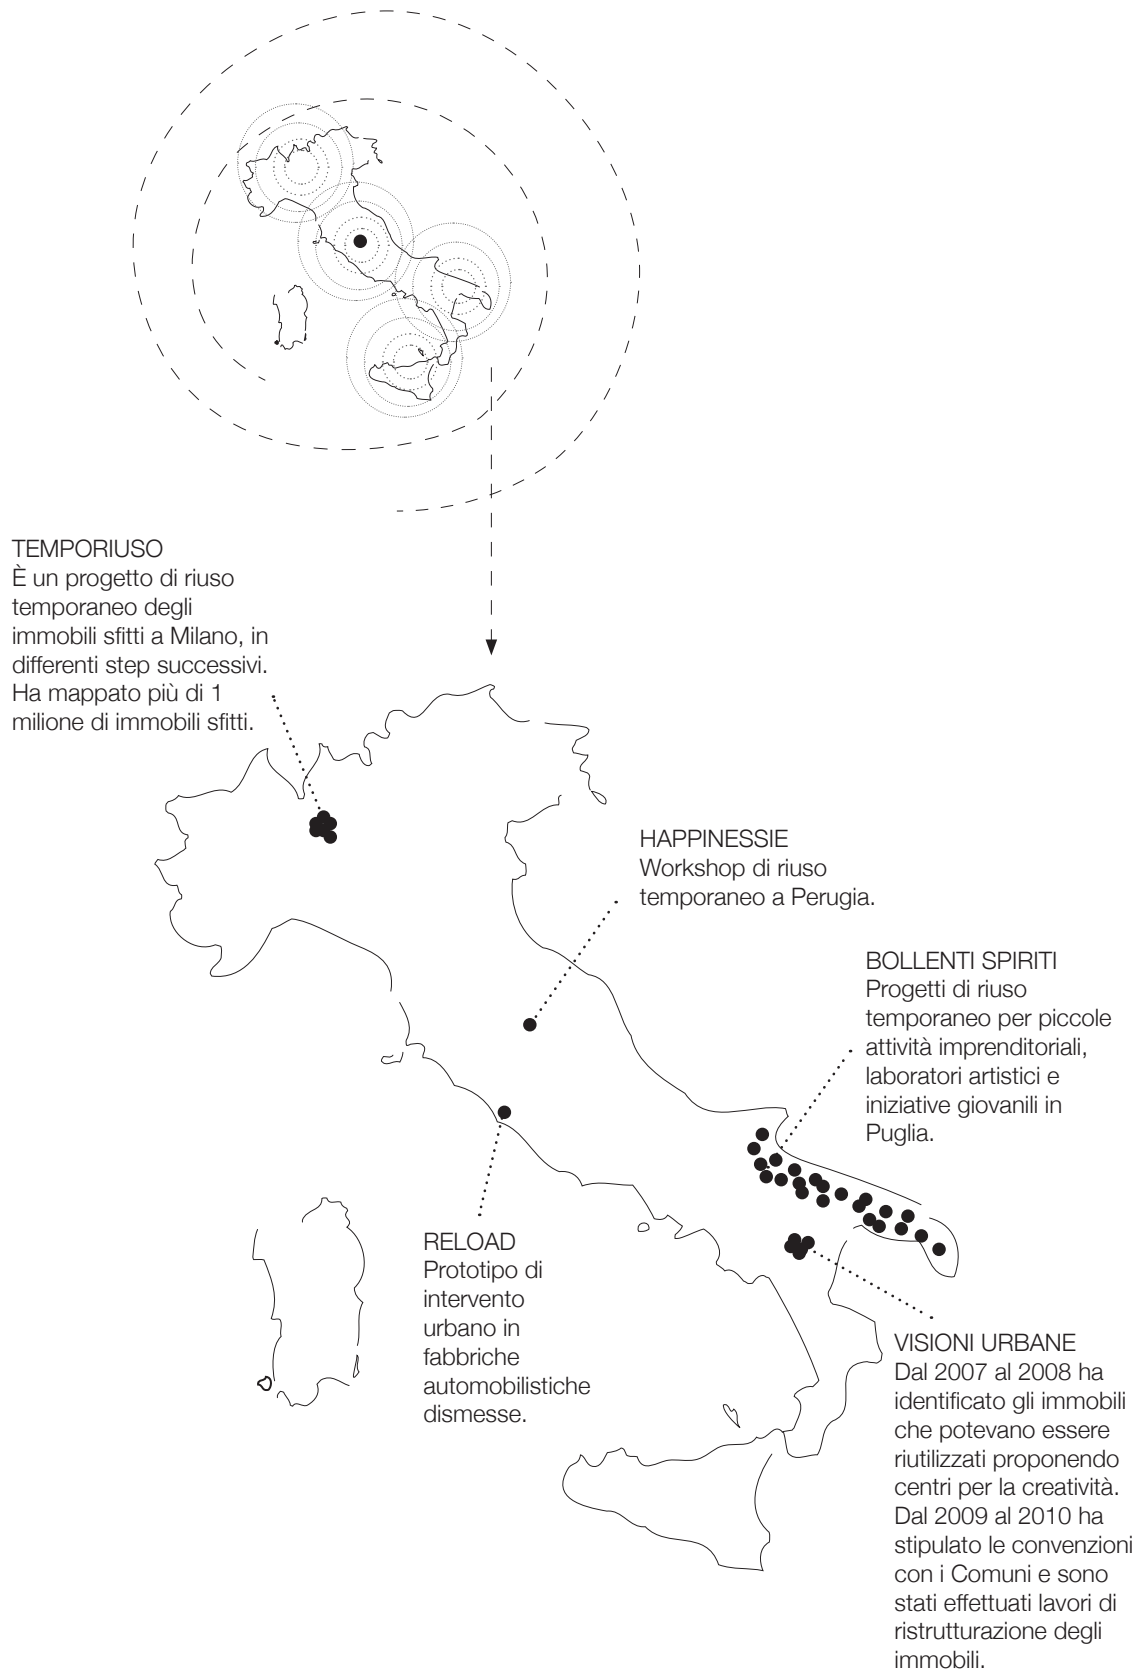 TEMPORIUSO
È un progetto di riuso
temporaneo degli
immobili sfitti a Milano, in
differenti step successivi.
Ha mappato più di 1
milione di immobili sfitti.
HAPPINESSIE
Workshop di riuso
temporaneo a Perugia.
BOLLENTI SPIRITI
Progetti di riuso
temporaneo per piccole
attività imprenditoriali,
laboratori artistici e
iniziative giovanili in
Puglia.
RELOAD
Prototipo di
intervento
urbano in
fabbriche
automobilistiche
dismesse.
VISIONI URBANE
Dal 2007 al 2008 ha
identificato gli immobili
che potevano essere
riutilizzati proponendo
centri per la creatività.
Dal 2009 al 2010 ha
stipulato le convenzioni
con i Comuni e sono
stati effettuati lavori di
ristrutturazione degli
immobili.